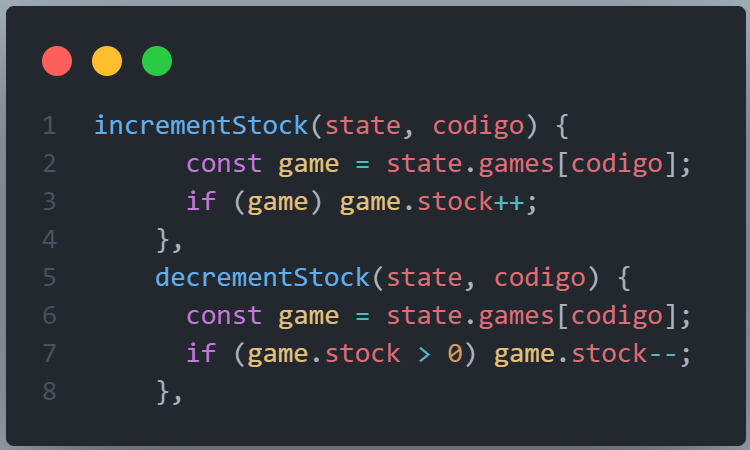 1 incrementStock(state, codigo) {
2 const game = state.games[codigo];
3 if (game) game.stock++;
4 },
5 decrementStock(state, codigo) {
6 const game = state.games[codigo];
7 if (game.stock > 0) game.stock--;
8 },